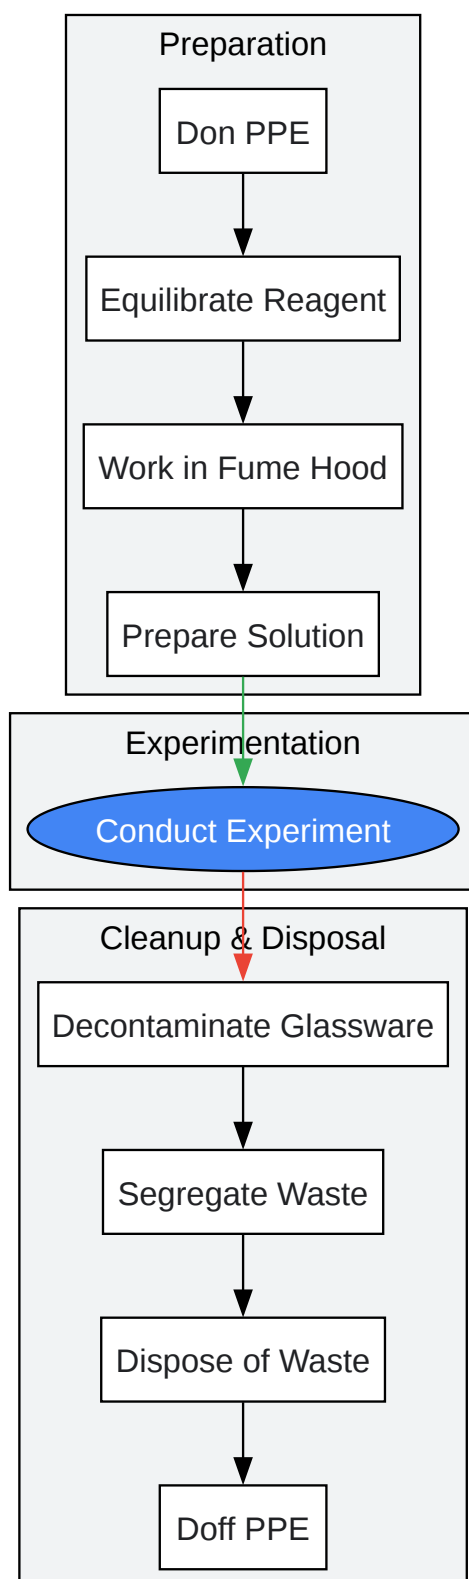 Preparation
Don PPE
Equilibrate Reagent
Work in Fume Hood
Prepare Solution
Experimentation
Conduct Experiment
Cleanup & Disposal
Decontaminate Glassware
Segregate Waste
Dispose of Waste
Doff PPE